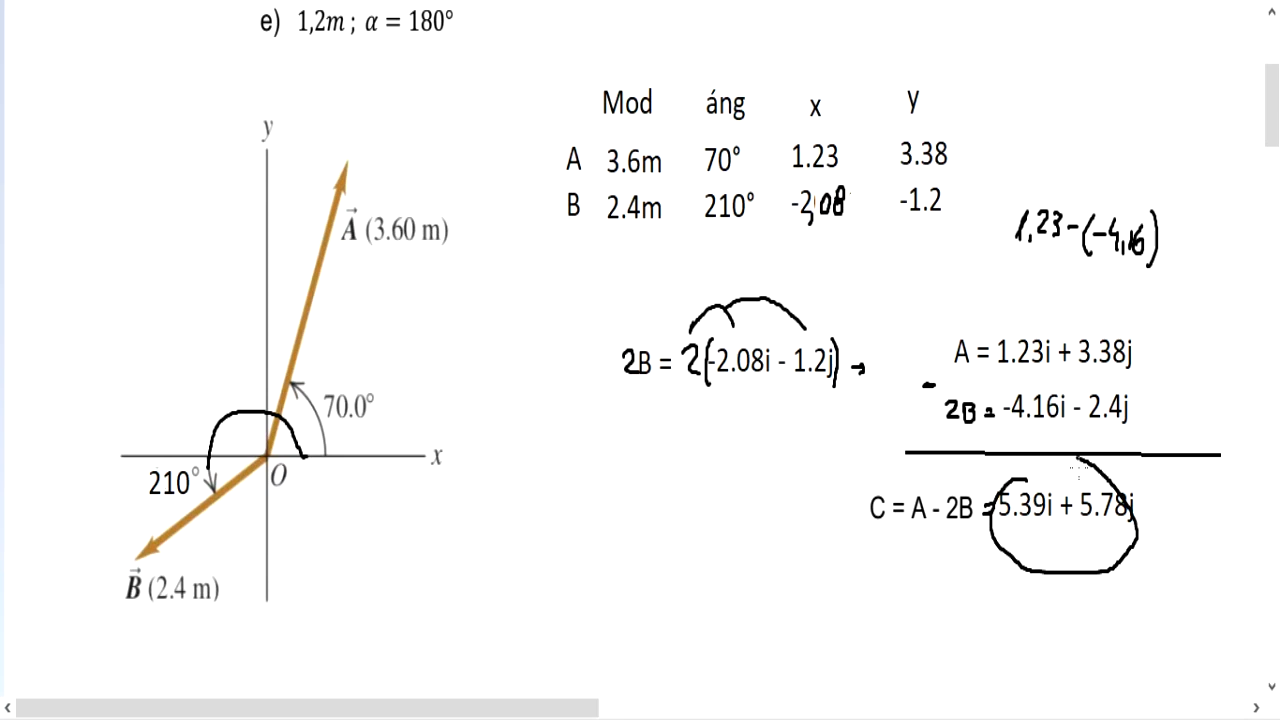 e) 1,2m ; α = 180°
Mod áng x y
A 3.6m 70° 1.23 3.38
B 2.4m 210° -2,08 -1.2
1,23-(-4,16)
y
A (3.60 m)
70.0°
x
O
210°
B (2.4 m)
2B = 2(-2.08i - 1.2j)
A = 1.23i + 3.38j
-
2B = -4.16i - 2.4j
C = A - 2B = 5.39i + 5.78j